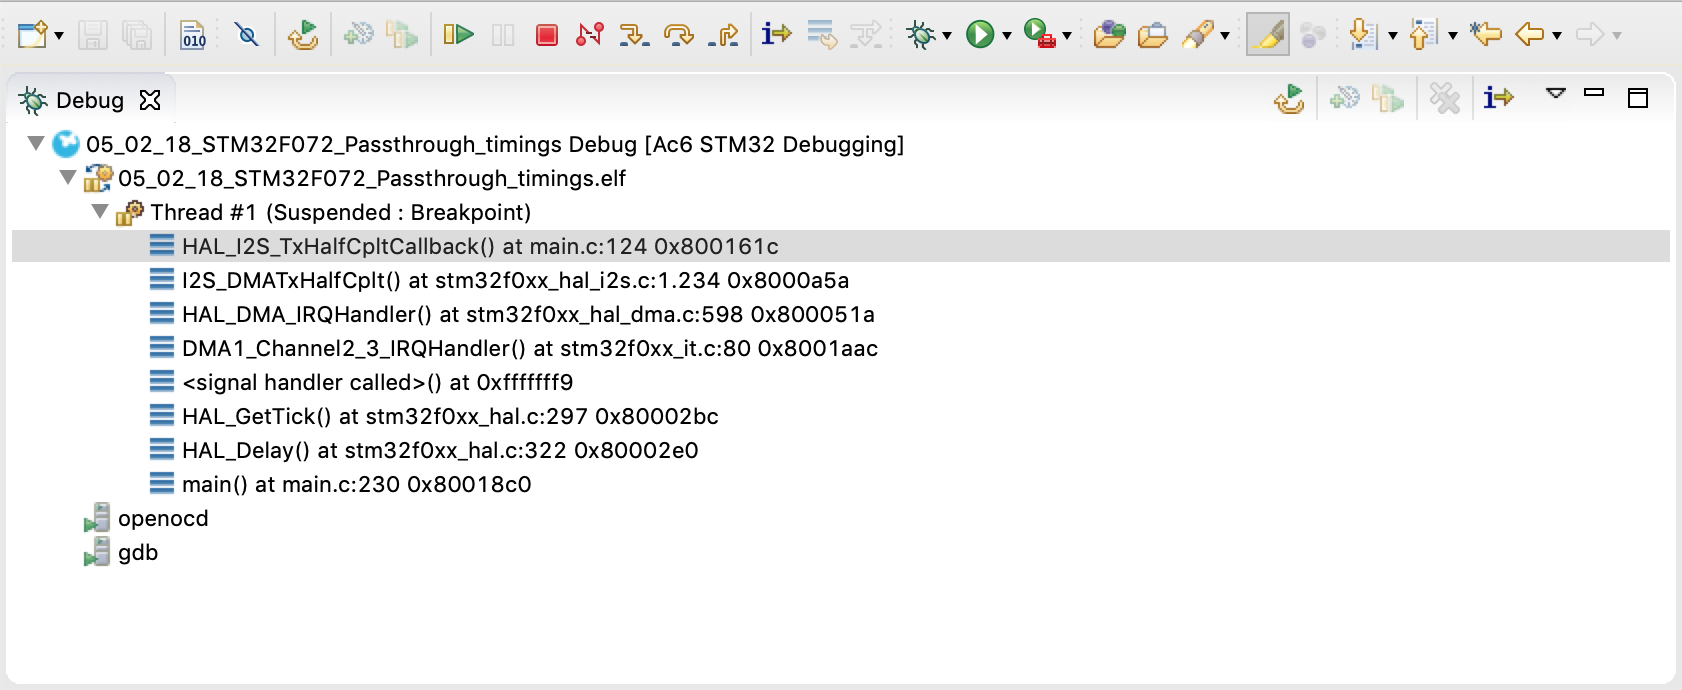 010
Debug
05_02_18_STM32F072_Passthrough_timings Debug [Ac6 STM32 Debugging]
05_02_18_STM32F072_Passthrough_timings.elf
Thread #1 (Suspended : Breakpoint)
HAL_I2S_TxHalfCpltCallback() at main.c:124 0x800161c
I2S_DMATxHalfCplt() at stm32f0xx_hal_i2s.c:1.234 0x8000a5a
HAL_DMA_IRQHandler() at stm32f0xx_hal_dma.c:598 0x800051a
DMA1_Channel2_3_IRQHandler() at stm32f0xx_it.c:80 0x8001aac
<signal handler called>() at 0xfffffff9
HAL_GetTick() at stm32f0xx_hal.c:297 0x80002bc
HAL_Delay() at stm32f0xx_hal.c:322 0x80002e0
main() at main.c:230 0x80018c0
openocd
gdb